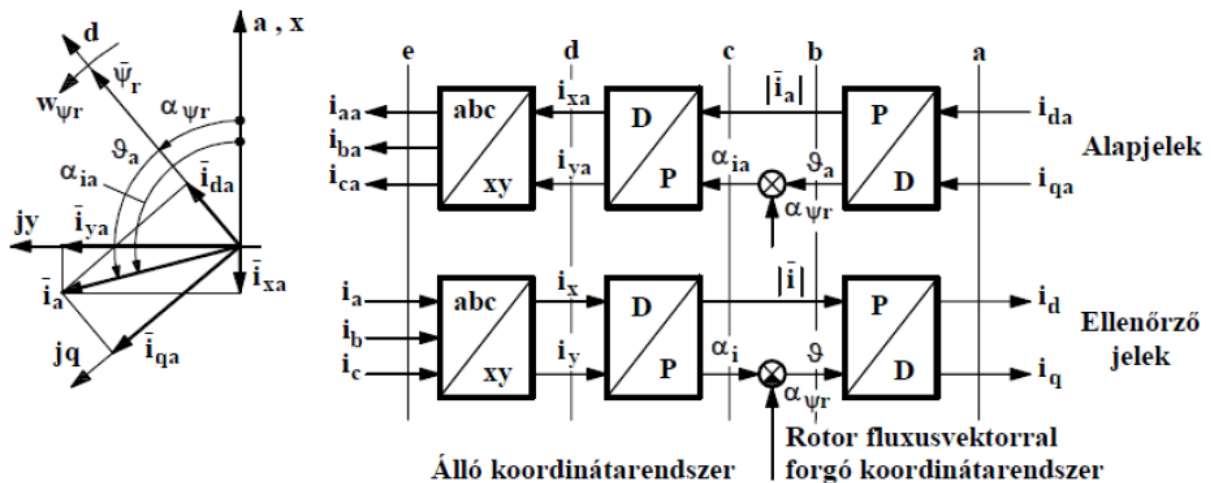 a , x
d
ψ̄r
wψr
αψr
ϑa
αia
īda
jy
īya
īa
īxa
jq
īqa
e d c b a
iaa
iba
ica
abc
xy
ixa
iya
D
P
|īa|
αia
ϑa
αψr
P
D
ida
iqa
Alapjelek
ia
ib
ic
abc
xy
ix
iy
D
P
|ī|
αi
ϑ
αψr
P
D
id
iq
Ellenőrző
jelek
Álló koordinátarendszer
Rotor fluxusvektorral
forgó koordinátarendszer